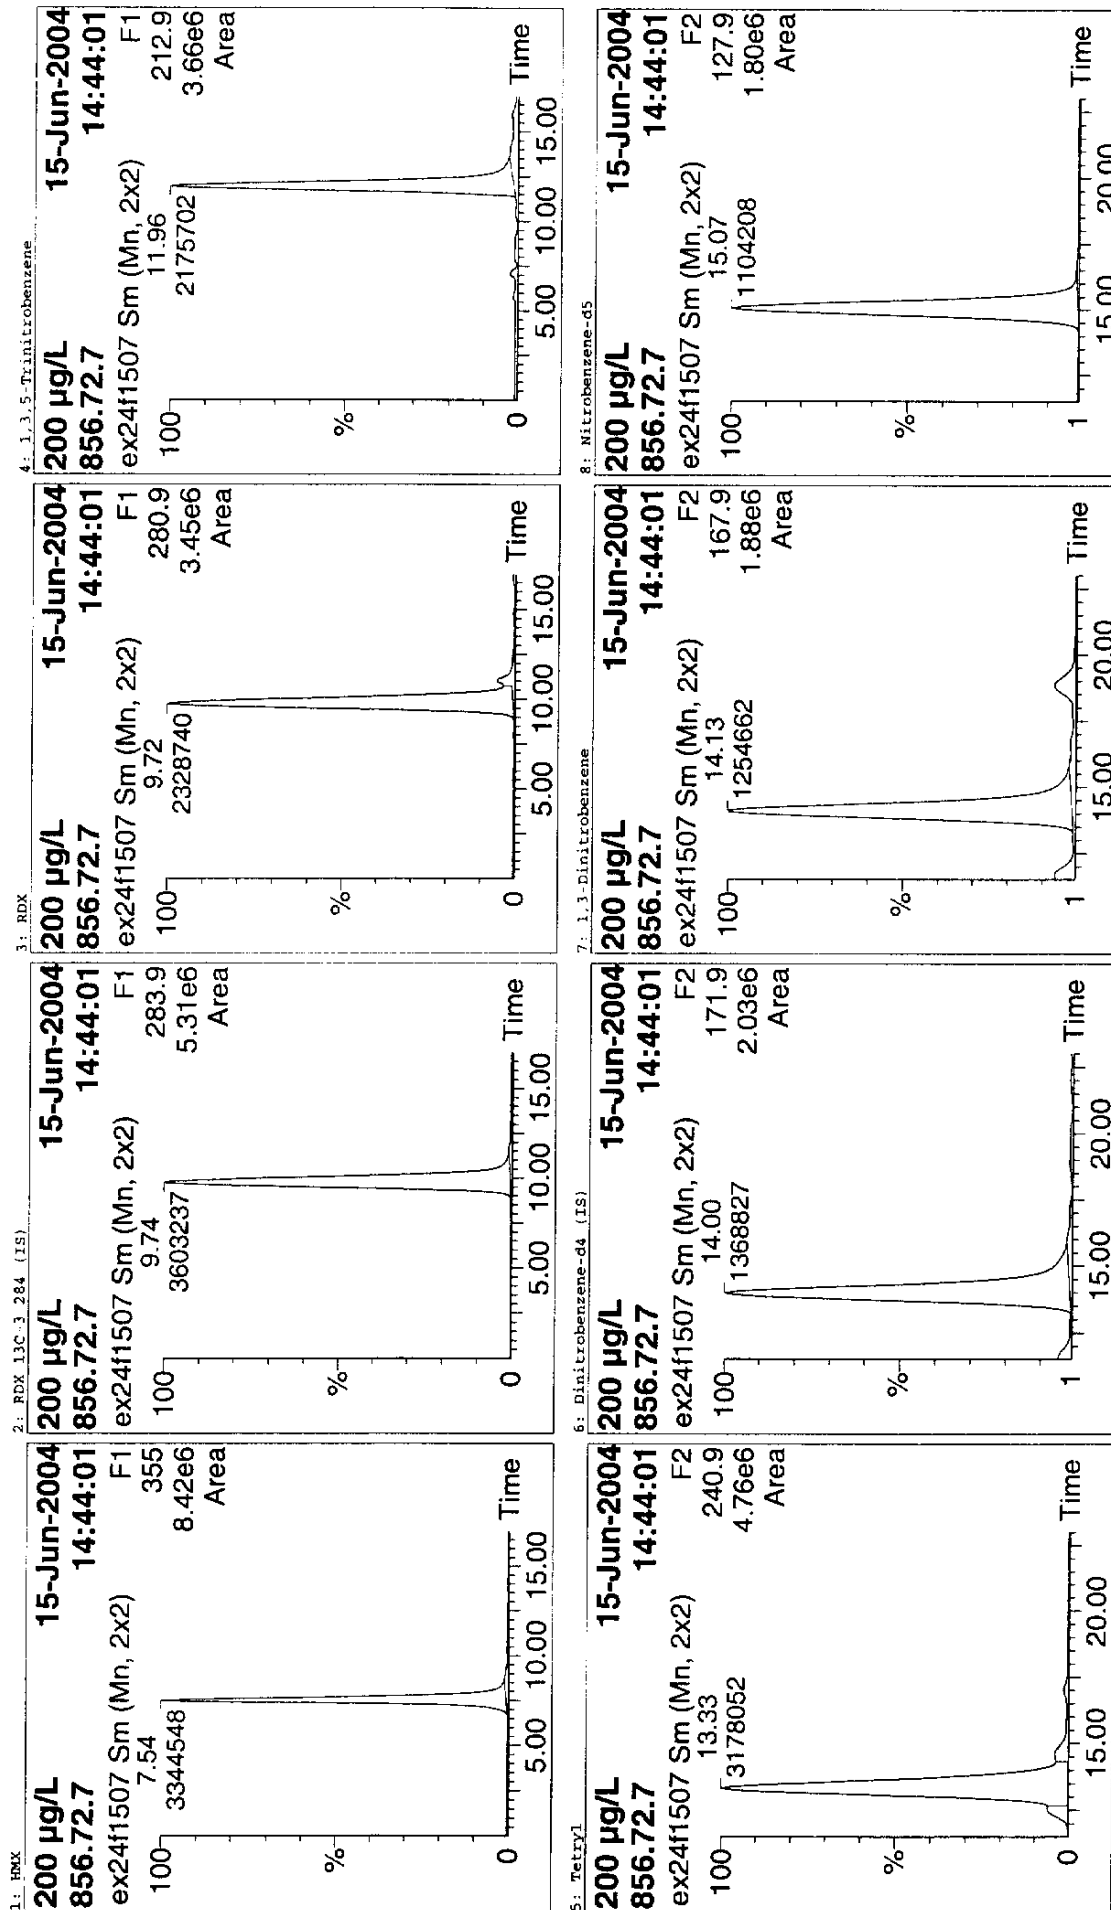 1: HMX
200 µg/L 15-Jun-2004
856.72.7 14:44:01
ex24f1507 Sm (Mn, 2x2) F1
7.54 355
3344548 8.42e6
Area
100
%
0
5.00 10.00 15.00 Time
2: RDX 13C-3 284 (IS)
200 µg/L 15-Jun-2004
856.72.7 14:44:01
ex24f1507 Sm (Mn, 2x2) F1
9.74 283.9
3603237 5.31e6
Area
100
%
0
5.00 10.00 15.00 Time
3: RDX
200 µg/L 15-Jun-2004
856.72.7 14:44:01
ex24f1507 Sm (Mn, 2x2) F1
9.72 280.9
2328740 3.45e6
Area
100
%
0
5.00 10.00 15.00 Time
4: 1,3,5-Trinitrobenzene
200 µg/L 15-Jun-2004
856.72.7 14:44:01
ex24f1507 Sm (Mn, 2x2) F1
11.96 212.9
2175702 3.66e6
Area
100
%
0
5.00 10.00 15.00 Time
5: Tetryl
200 µg/L 15-Jun-2004
856.72.7 14:44:01
ex24f1507 Sm (Mn, 2x2) F2
13.33 240.9
3178052 4.76e6
Area
100
%
0
15.00 20.00 Time
6: Dinitrobenzene-d4 (IS)
200 µg/L 15-Jun-2004
856.72.7 14:44:01
ex24f1507 Sm (Mn, 2x2) F2
14.00 171.9
1368827 2.03e6
Area
100
%
1
15.00 20.00 Time
7: 1,3-Dinitrobenzene
200 µg/L 15-Jun-2004
856.72.7 14:44:01
ex24f1507 Sm (Mn, 2x2) F2
14.13 167.9
1254662 1.88e6
Area
100
%
1
15.00 20.00 Time
8: Nitrobenzene-d5
200 µg/L 15-Jun-2004
856.72.7 14:44:01
ex24f1507 Sm (Mn, 2x2) F2
15.07 127.9
1104208 1.80e6
Area
100
%
1
15.00 20.00 Time